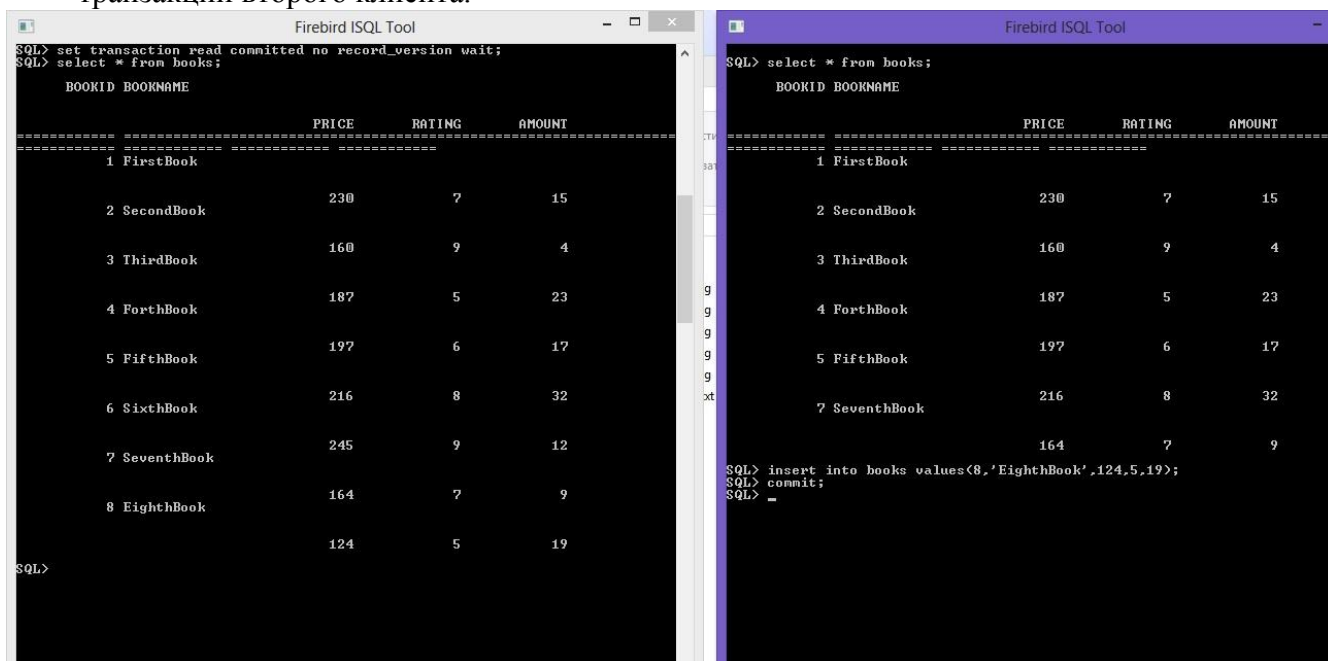 транзакции второго клиента.
Firebird ISQL Tool
SQL> set transaction read committed no record_version wait;
SQL> select * from books;
BOOKID BOOKNAME
PRICE RATING AMOUNT
============ ===============================================================
============ ============ ============ ============
1 FirstBook
230 7 15
2 SecondBook
160 9 4
3 ThirdBook
187 5 23
4 ForthBook
197 6 17
5 FifthBook
216 8 32
6 SixthBook
245 9 12
7 SeventhBook
164 7 9
8 EighthBook
124 5 19
SQL>
Firebird ISQL Tool
SQL> select * from books;
BOOKID BOOKNAME
PRICE RATING AMOUNT
============ ===============================================================
============ ============ ============ ============
1 FirstBook
230 7 15
2 SecondBook
160 9 4
3 ThirdBook
187 5 23
4 ForthBook
197 6 17
5 FifthBook
216 8 32
7 SeventhBook
164 7 9
SQL> insert into books values(8,'EighthBook',124,5,19);
SQL> commit;
SQL> _